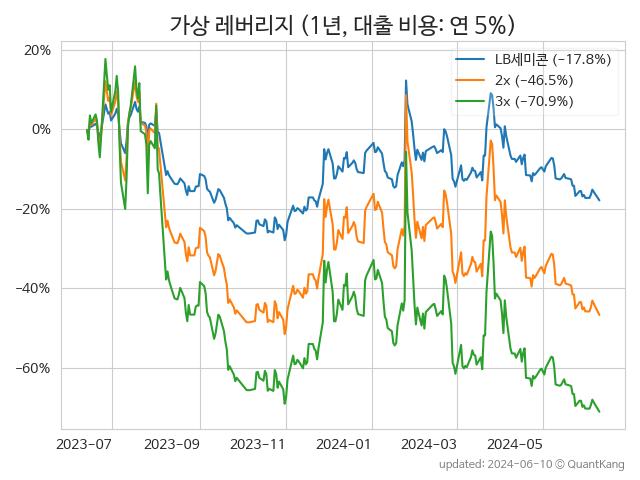 가상 레버리지 (1년, 대출 비용: 연 5%)
LB세미콘 (−17.8%)
2x (−46.5%)
3x (−70.9%)
20%
0%
−20%
−40%
−60%
2023-07 2023-09 2023-11 2024-01 2024-03 2024-05
updated: 2024-06-10 © QuantKang